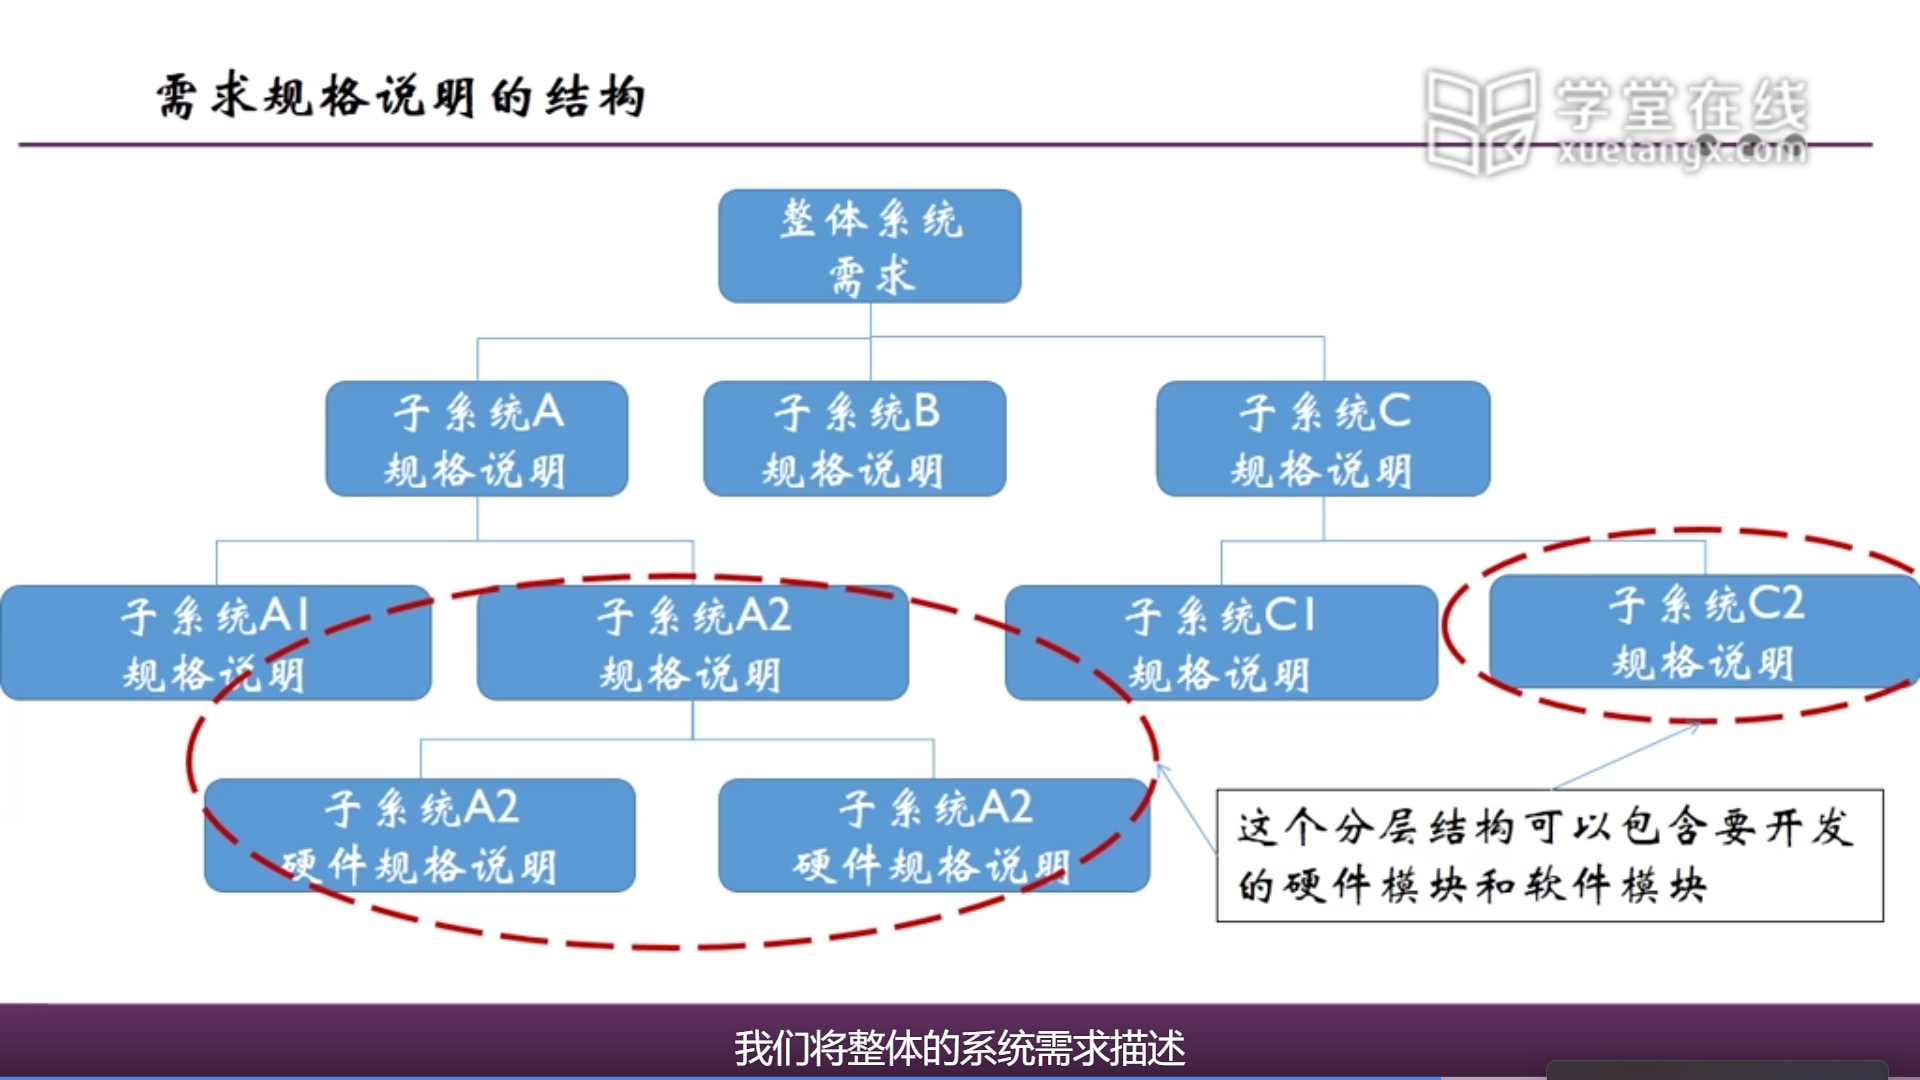 需求规格说明的结构
学堂在线
xuetangx.com
整体系统
需求
子系统A
规格说明
子系统B
规格说明
子系统C
规格说明
子系统A1
规格说明
子系统A2
规格说明
子系统C1
规格说明
子系统C2
规格说明
子系统A2
硬件规格说明
子系统A2
硬件规格说明
这个分层结构可以包含要开发
的硬件模块和软件模块
我们将整体的系统需求描述